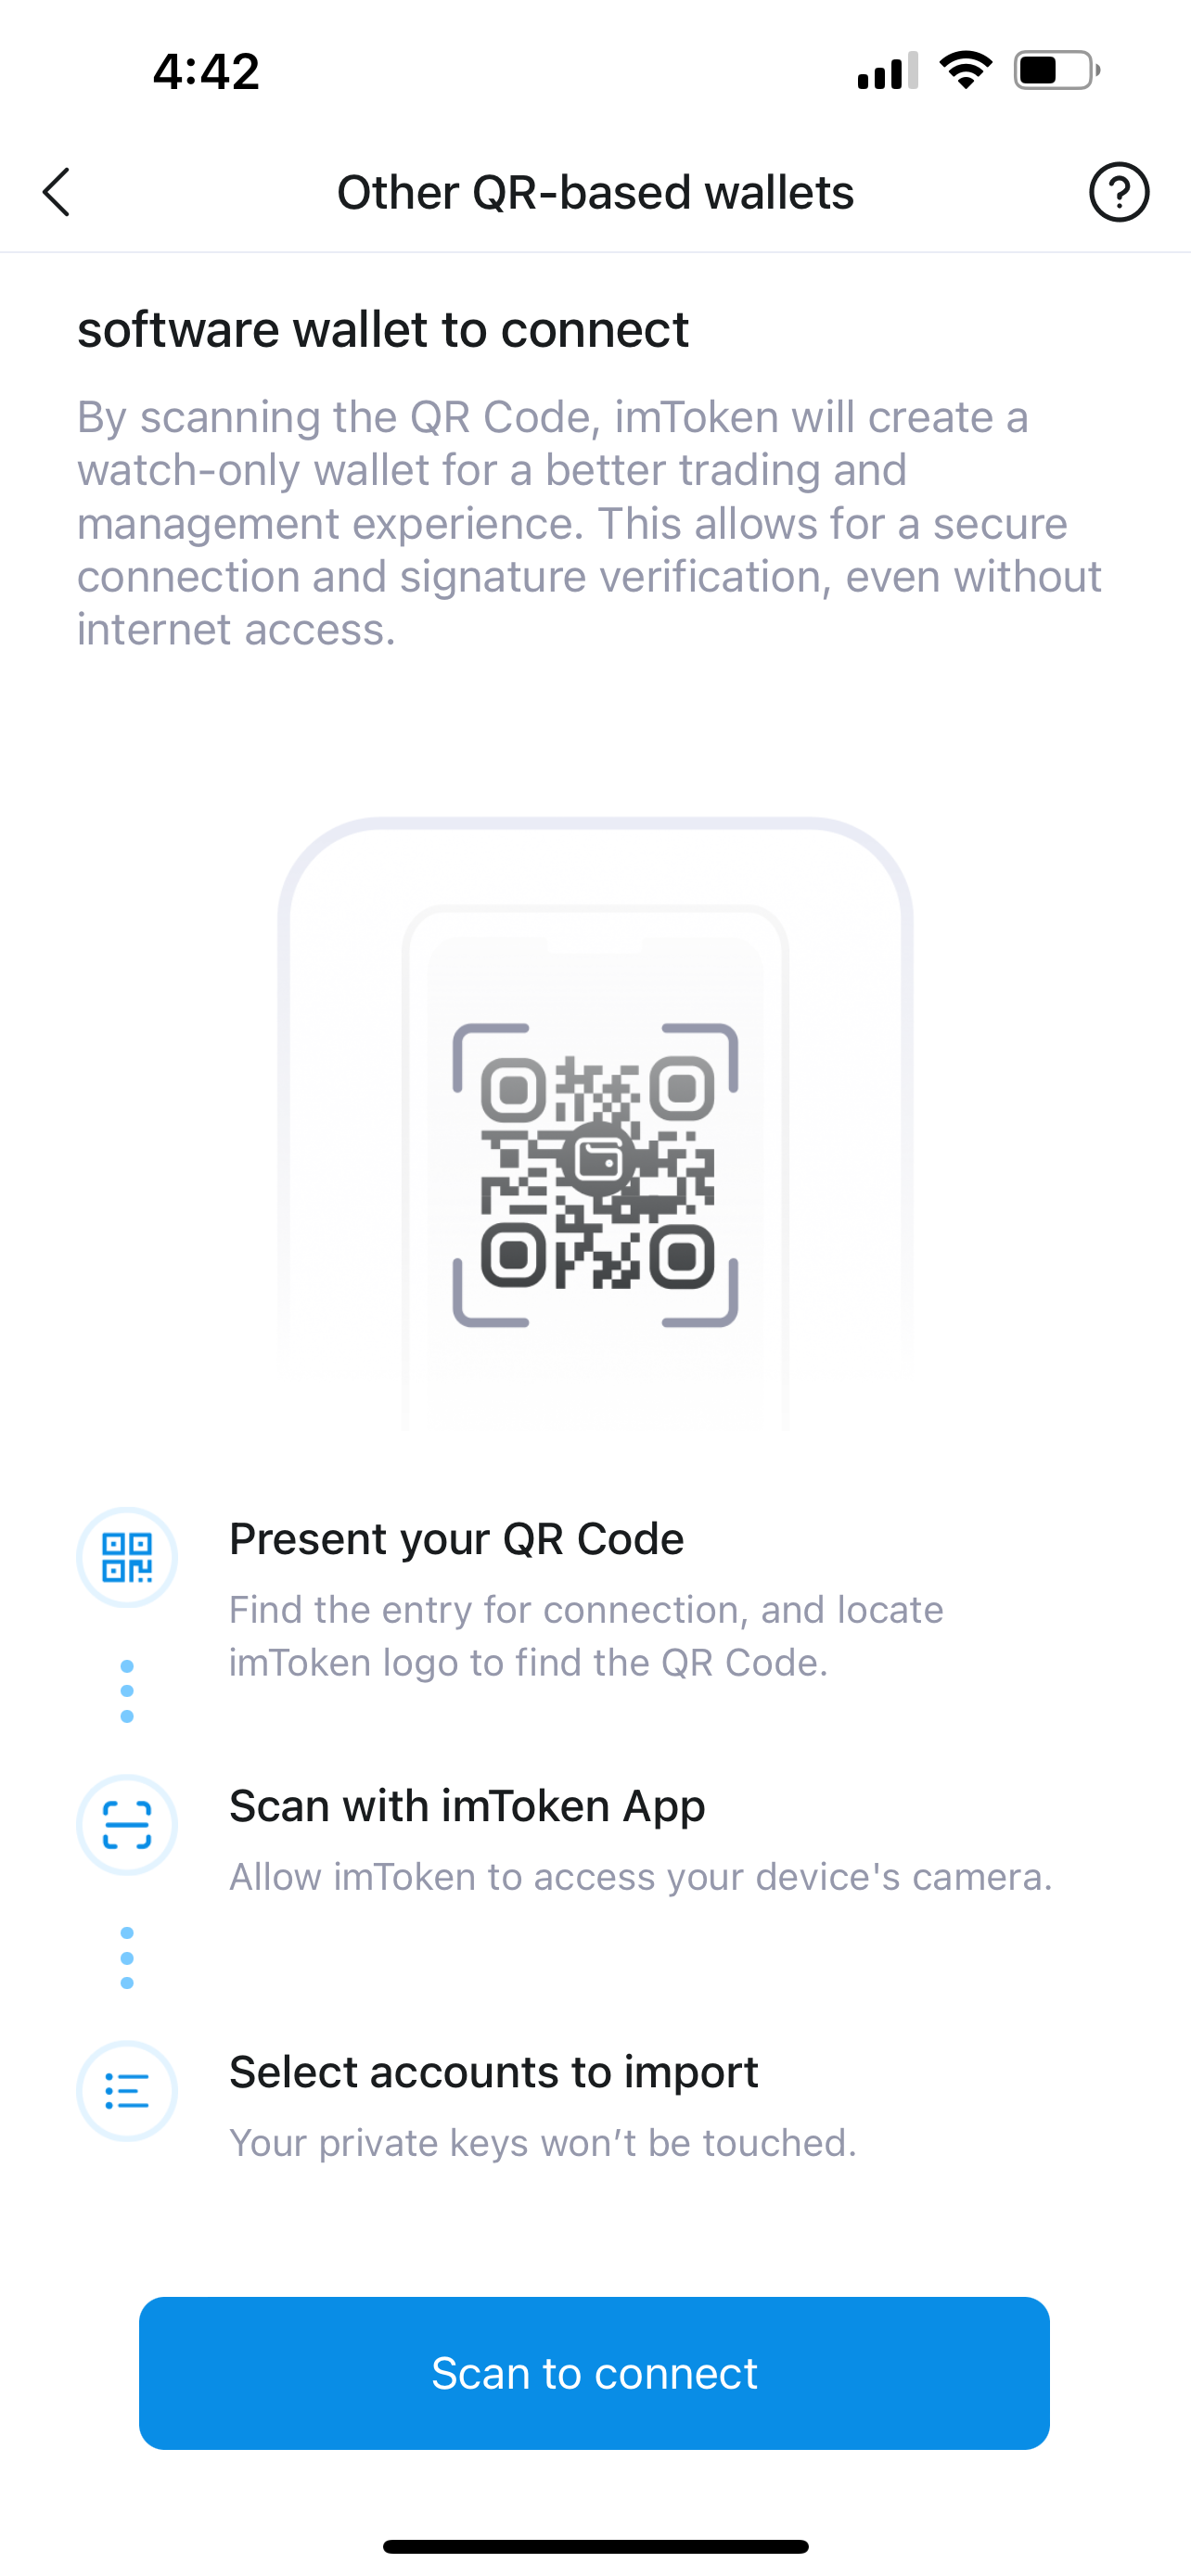 4:42
Other QR-based wallets
software wallet to connect
By scanning the QR Code, imToken will create a
watch-only wallet for a better trading and
management experience. This allows for a secure
connection and signature verification, even without
internet access.
Present your QR Code
Find the entry for connection, and locate
imToken logo to find the QR Code.
Scan with imToken App
Allow imToken to access your device's camera.
Select accounts to import
Your private keys won’t be touched.
Scan to connect